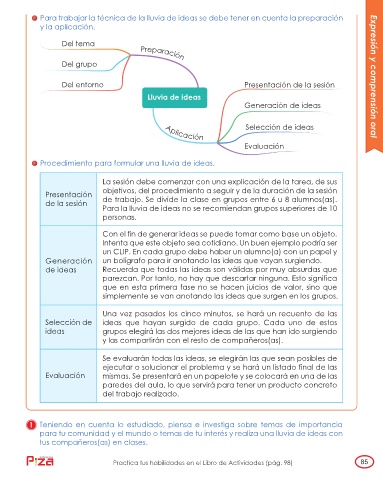 Para trabajar la técnica de la lluvia de ideas se debe tener en cuenta la preparación
y la aplicación.
Del tema
Del grupo
Del entorno
Preparación
Lluvia de ideas
Aplicación
Presentación de la sesión
Generación de ideas
Selección de ideas
Evaluación
Expresión y comprensión oral
Procedimiento para formular una lluvia de ideas.
Presentación
de la sesión
La sesión debe comenzar con una explicación de la tarea, de sus
objetivos, del procedimiento a seguir y de la duración de la sesión
de trabajo. Se divide la clase en grupos entre 6 u 8 alumnos(as).
Para la lluvia de ideas no se recomiendan grupos superiores de 10
personas.
Generación
de ideas
Con el fin de generar ideas se puede tomar como base un objeto.
Intenta que este objeto sea cotidiano. Un buen ejemplo podría ser
un CLIP. En cada grupo debe haber un alumno(a) con un papel y
un bolígrafo para ir anotando las ideas que vayan surgiendo.
Recuerda que todas las ideas son válidas por muy absurdas que
parezcan. Por tanto, no hay que descartar ninguna. Esto significa
que en esta primera fase no se hacen juicios de valor, sino que
simplemente se van anotando las ideas que surgen en los grupos.
Selección de
ideas
Una vez pasados los cinco minutos, se hará un recuento de las
ideas que hayan surgido de cada grupo. Cada uno de estos
grupos elegirá las dos mejores ideas de las que han ido surgiendo
y las compartirán con el resto de compañeros(as).
Evaluación
Se evaluarán todas las ideas, se elegirán las que sean posibles de
ejecutar o solucionar el problema y se hará un listado final de las
mismas. Se presentará en un papelote y se colocará en una de las
paredes del aula, lo que servirá para tener un producto concreto
del trabajo realizado.
1 Teniendo en cuenta lo estudiado, piensa e investiga sobre temas de importancia
para tu comunidad y el mundo o temas de tu interés y realiza una lluvia de ideas con
tus compañeros(as) en clases.
Practica tus habilidades en el Libro de Actividades (pág. 98)
85